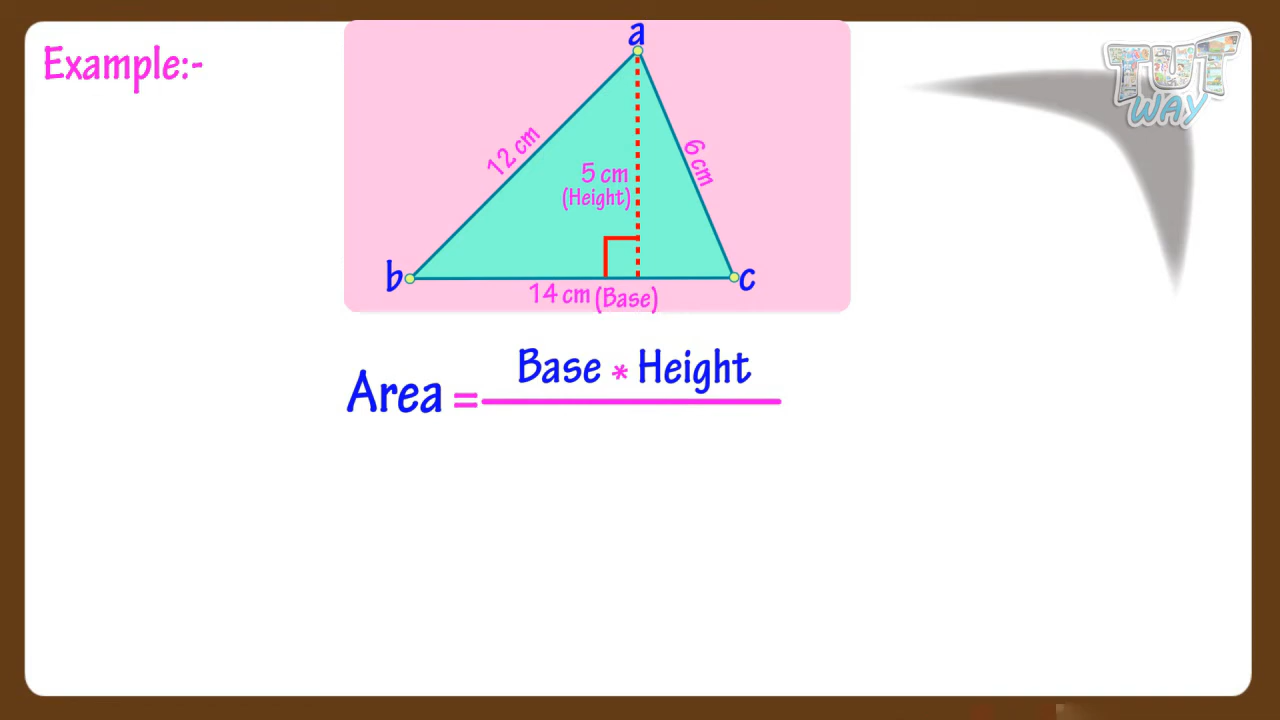 Example:-
TUT
WAY
a
12 cm
6 cm
5 cm
(Height)
b
c
14 cm (Base)
Base * Height
Area =